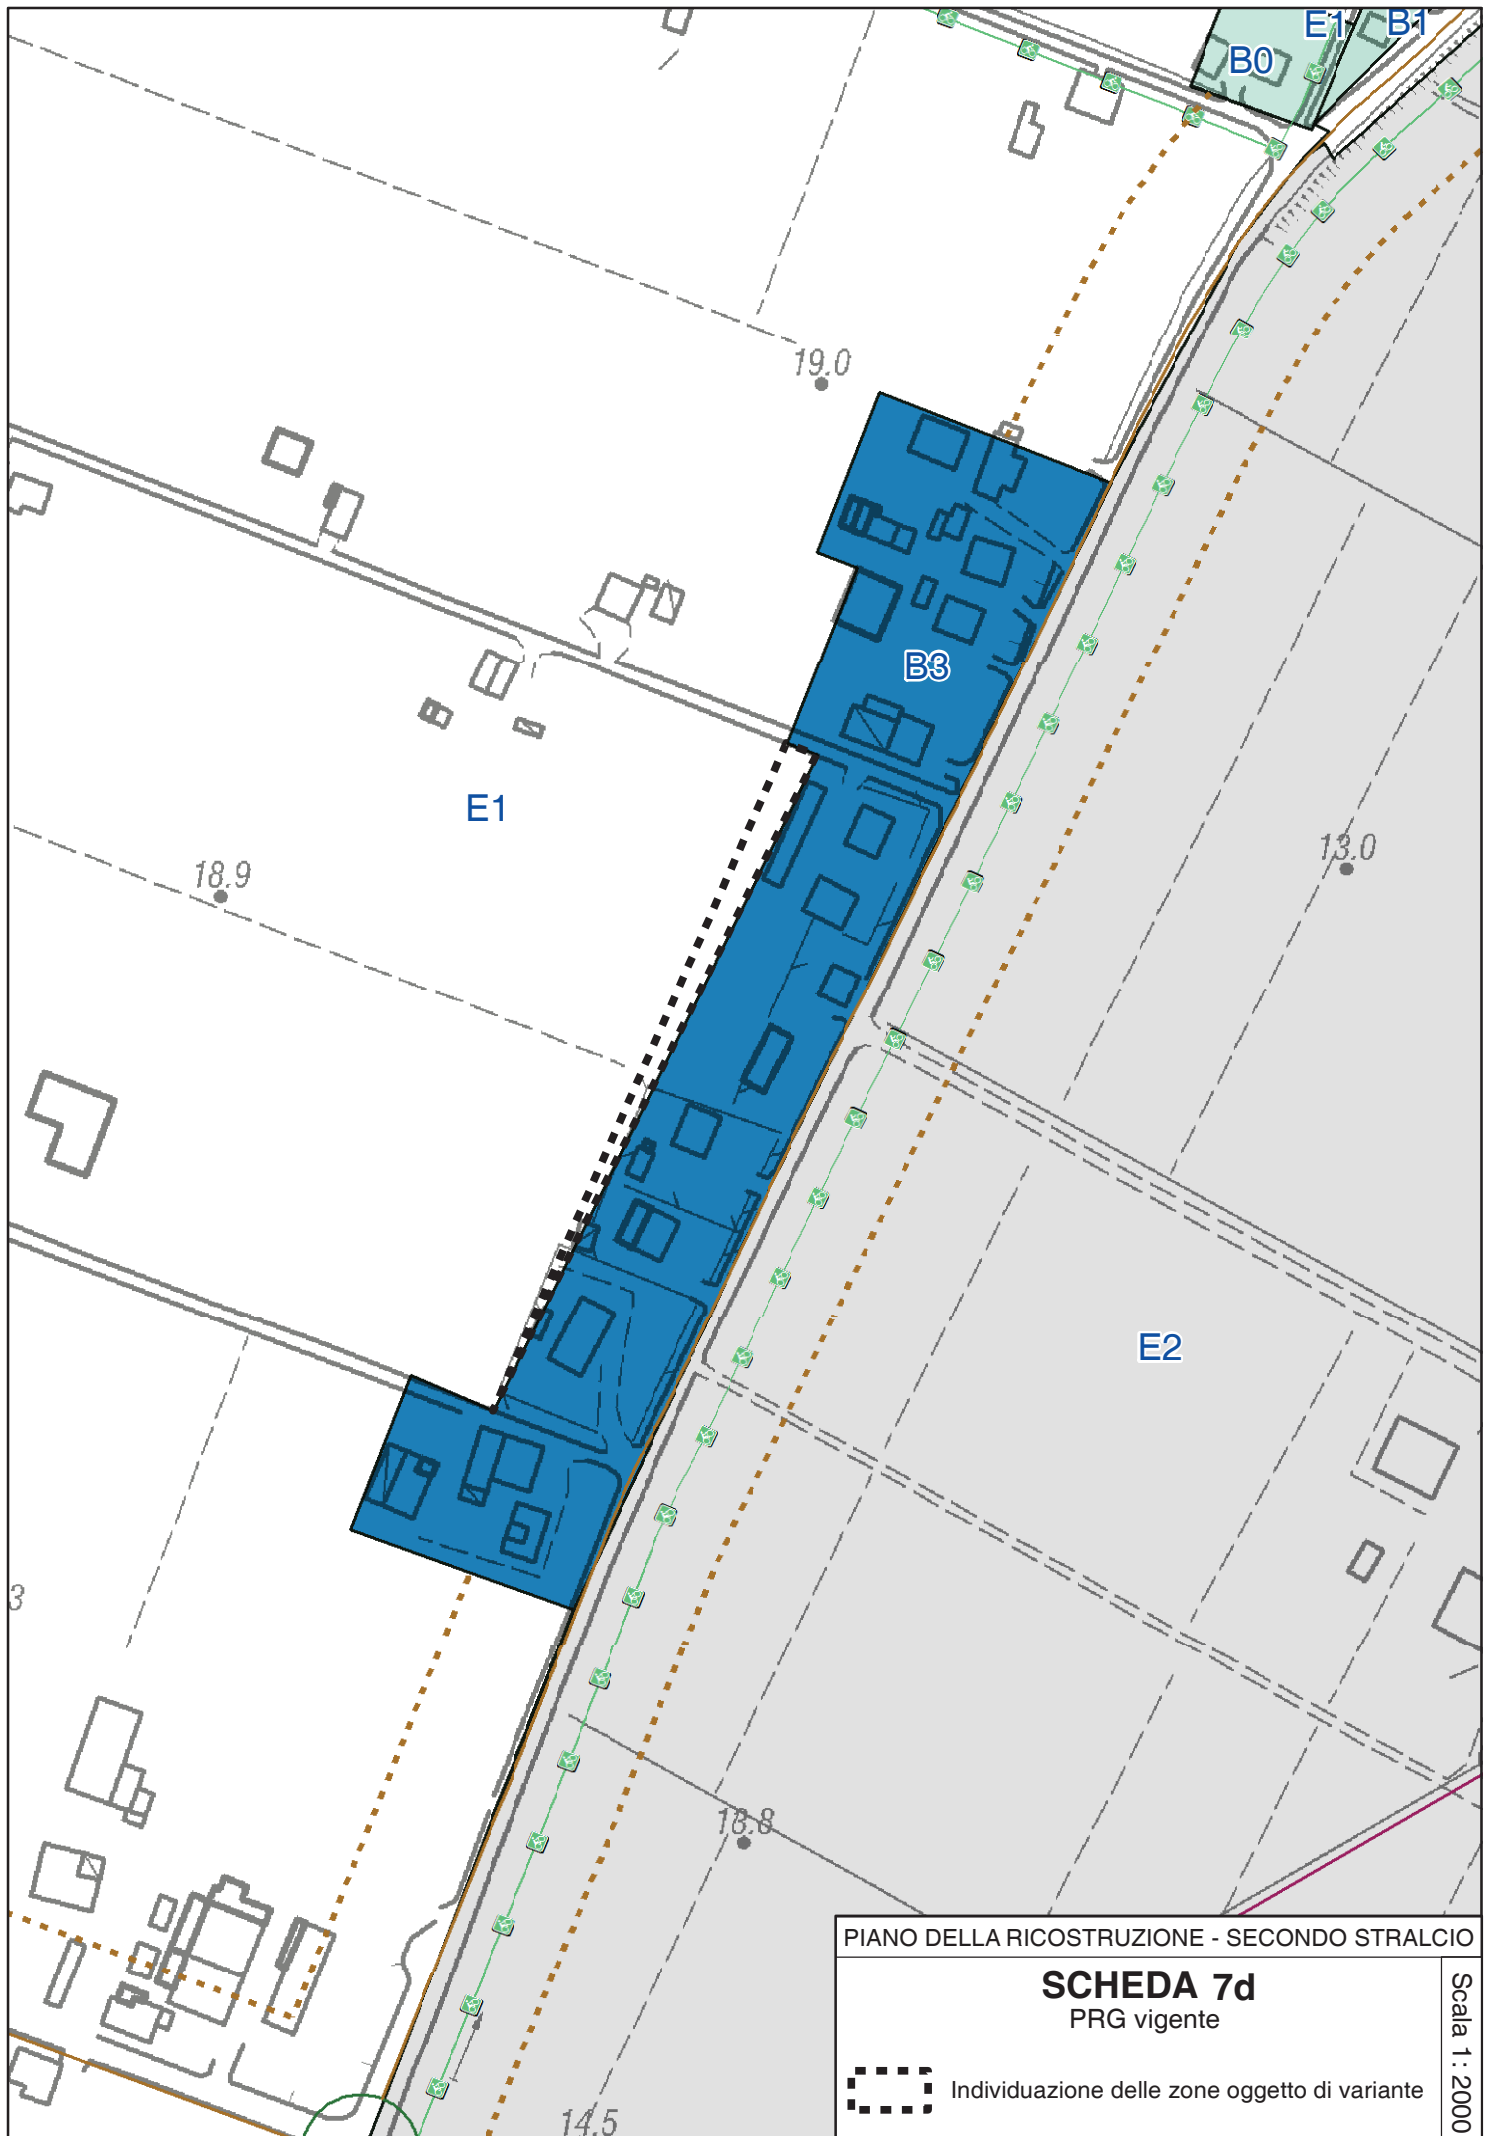 E1
B1
B0
19.0
B3
E1
13.0
18.9
E2
3
13.8
14.5
PIANO DELLA RICOSTRUZIONE - SECONDO STRALCIO
SCHEDA 7d
PRG vigente
Individuazione delle zone oggetto di variante
Scala 1: 2000